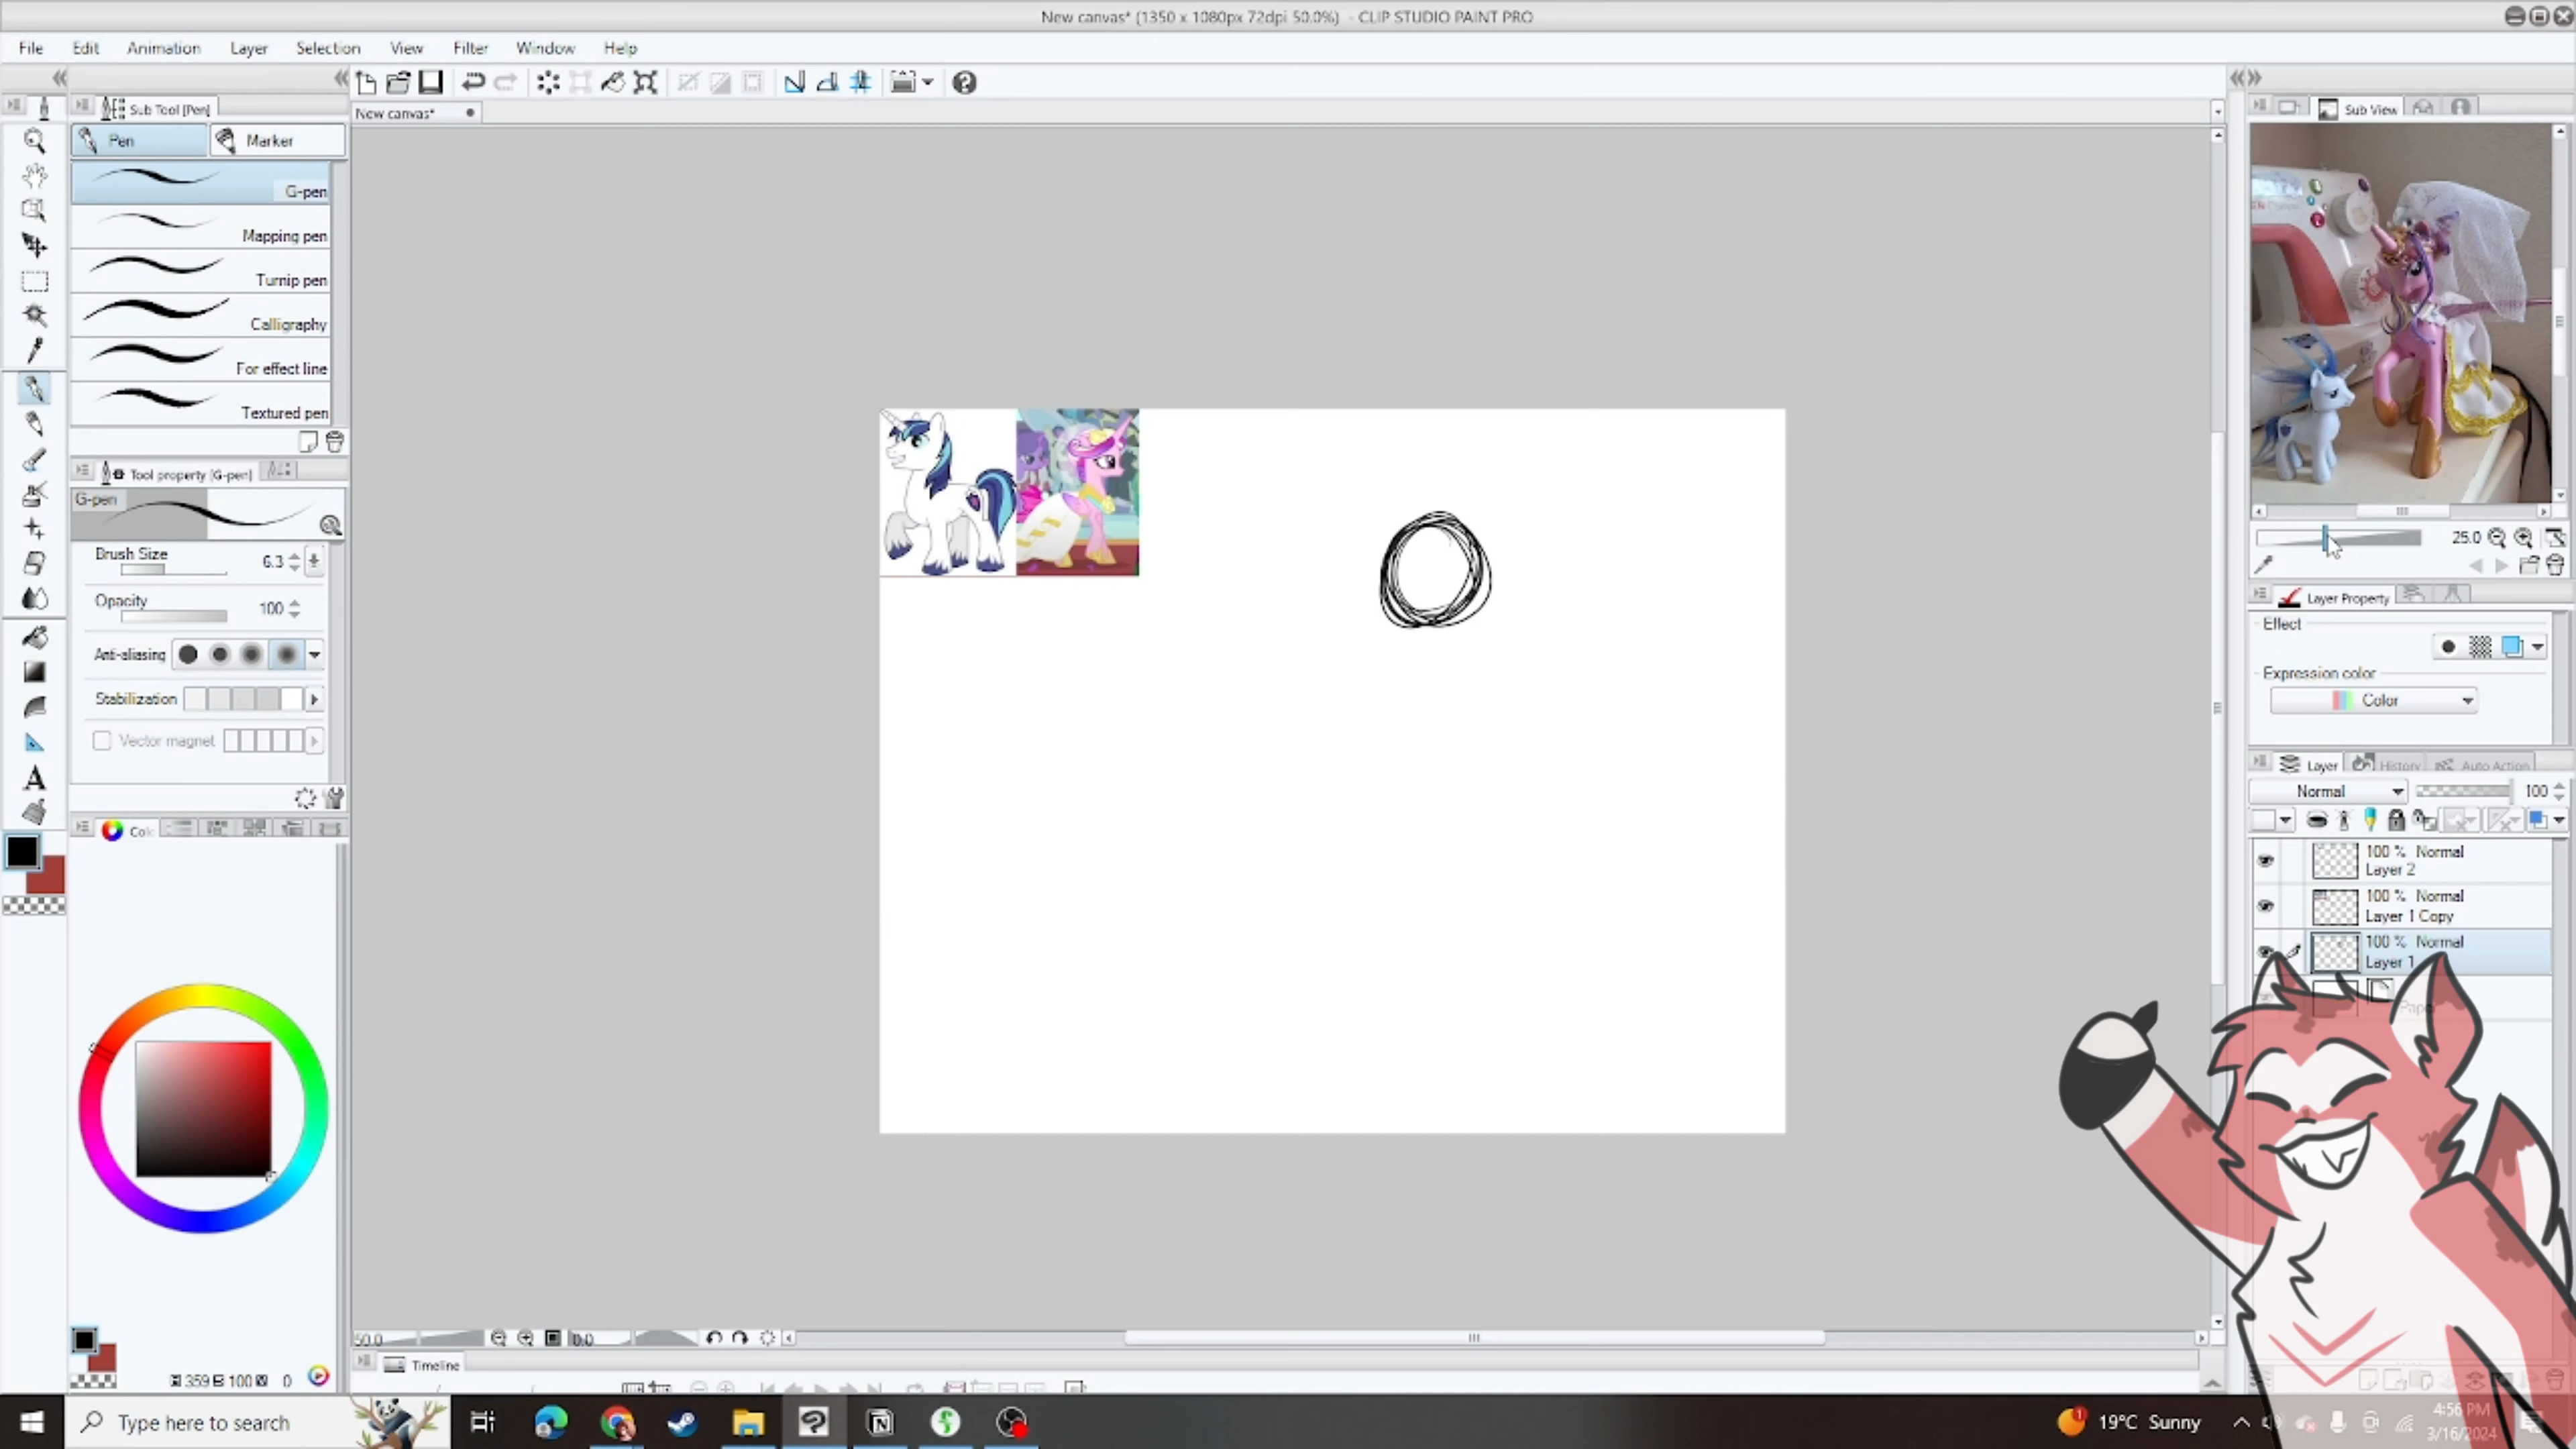 New canvas* (1350 x 1080px 72dpi 50.0%) - CLIP STUDIO PAINT PRO
File Edit Animation Layer Selection View Filter Window Help
Sub Tool [Pen]
New canvas*
Sub View
Pen Marker
G-pen
Mapping pen
Turnip pen
Calligraphy
For effect line
Textured pen
Tool property [G-pen]
G-pen
Brush Size 6.3
25.0
Opacity 100
Layer Property
Effect
Anti-aliasing
Expression color
Stabilization
Color
Vector magnet
Layer History Auto Action
Normal 100
100 % Normal
Layer 2
100 % Normal
Layer 1 Copy
100 % Normal
Layer 1
50.0 0.0
Timeline
359 100 0
Type here to search
19°C Sunny
4:56 PM
3/16/2024